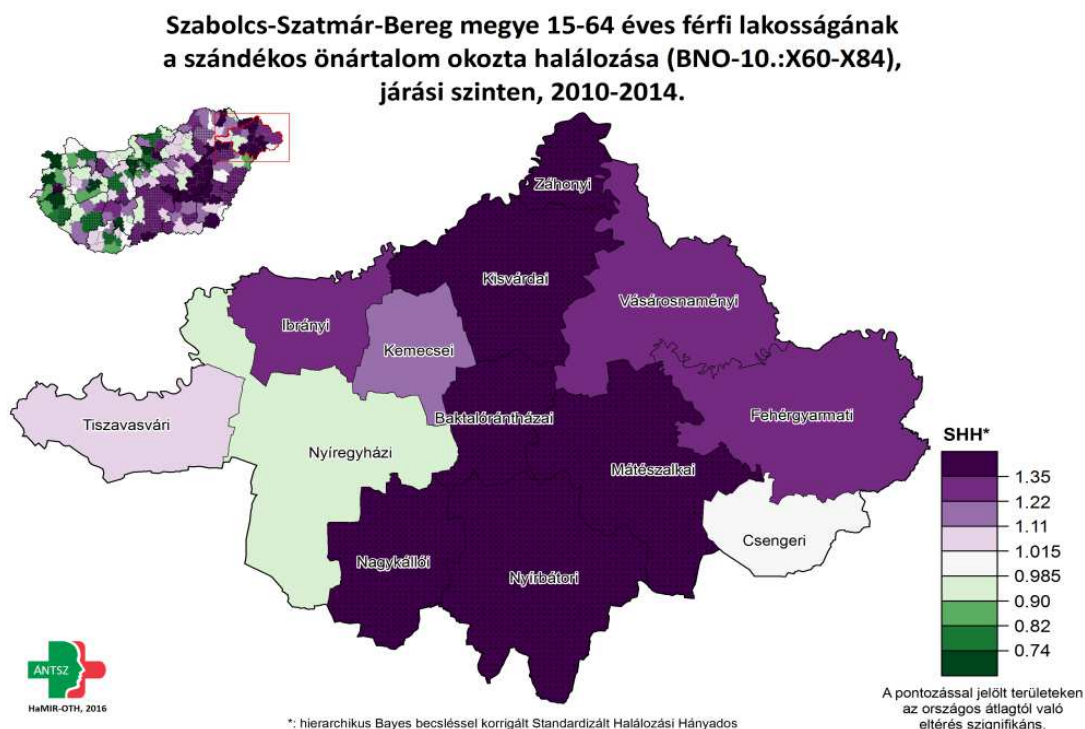 Szabolcs-Szatmár-Bereg megye 15-64 éves férfi lakosságának
a szándékos önártalom okozta halálozása (BNO-10.:X60-X84),
járási szinten, 2010-2014.
Záhonyi
Kisvárdai
Vásárosnaményi
Ibrányi
Kemecsei
Tiszavasvári
Baktalórántházai
Fehérgyarmati
Nyíregyházi
Mátészalkai
Csengeri
Nagykállói
Nyírbátori
SHH*
1.35
1.22
1.11
1.015
0.985
0.90
0.82
0.74
A pontozással jelölt területeken
az országos átlagtól való
eltérés szignifikáns.
ÁNTSZ
HaMIR-OTH, 2016
*: hierarchikus Bayes becsléssel korrigált Standardizált Halálozási Hányados